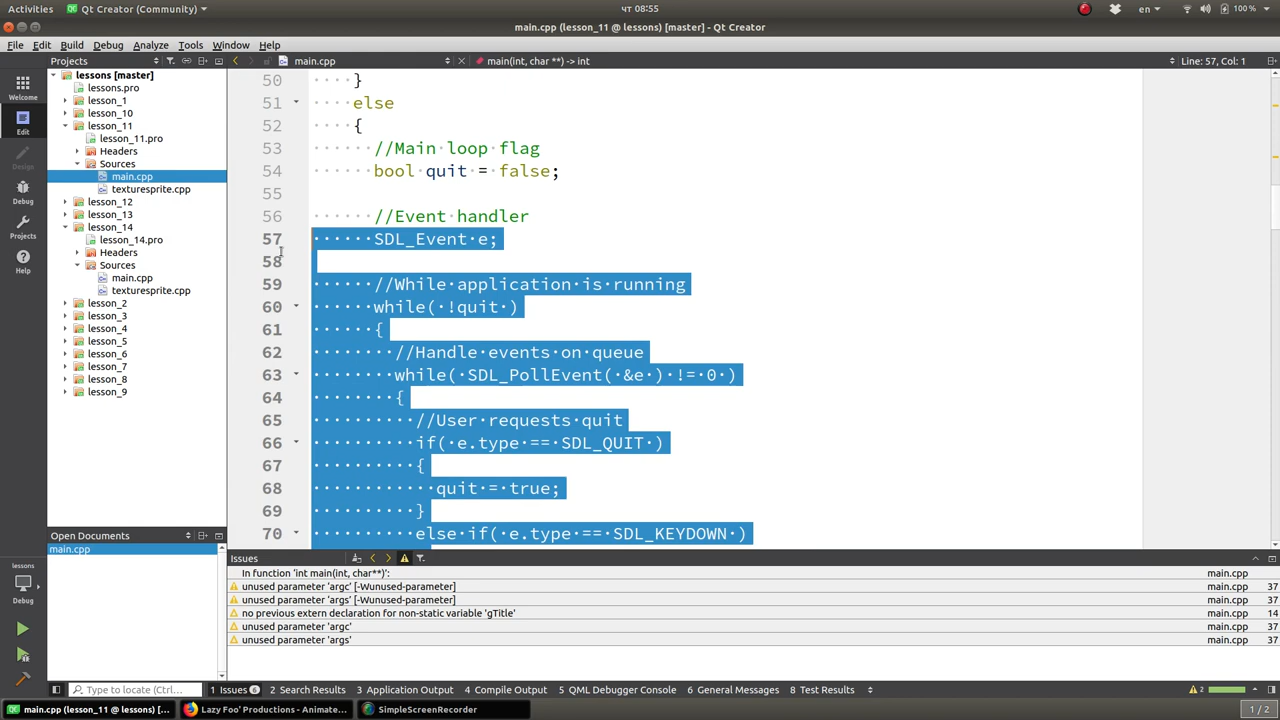 Activities
Qt Creator (Community)
чт 08:55
en
100 %
main.cpp (lesson_11 @ lessons) [master] - Qt Creator
File Edit Build Debug Analyze Tools Window Help
Projects
main.cpp
main(int, char **) -> int
Line: 57, Col: 1
Welcome
Edit
Design
Debug
Projects
Help
lessons [master]
lessons.pro
lesson_1
lesson_10
lesson_11
lesson_11.pro
Headers
Sources
main.cpp
texturesprite.cpp
lesson_12
lesson_13
lesson_14
lesson_14.pro
Headers
Sources
main.cpp
texturesprite.cpp
lesson_2
lesson_3
lesson_4
lesson_5
lesson_6
lesson_7
lesson_8
lesson_9
50 }
51 else
52 {
53 //Main loop flag
54 bool quit = false;
55
56 //Event handler
57 SDL_Event e;
58
59 //While application is running
60 while( !quit )
61 {
62 //Handle events on queue
63 while( SDL_PollEvent( &e ) != 0 )
64 {
65 //User requests quit
66 if( e.type == SDL_QUIT )
67 {
68 quit = true;
69 }
70 else if( e.type == SDL_KEYDOWN )
Open Documents
main.cpp
lessons
Debug
Issues
In function 'int main(int, char**)': main.cpp
unused parameter 'argc' [-Wunused-parameter] main.cpp 37
unused parameter 'args' [-Wunused-parameter] main.cpp 37
no previous extern declaration for non-static variable 'gTitle' main.cpp 14
unused parameter 'argc' main.cpp 37
unused parameter 'args' main.cpp 37
Type to locate (...
1 Issues 6
2 Search Results
3 Application Output
4 Compile Output
5 QML Debugger Console
6 General Messages
8 Test Results
2
main.cpp (lesson_11 @ lessons) [...
Lazy Foo' Productions - Animate...
SimpleScreenRecorder
1 / 2